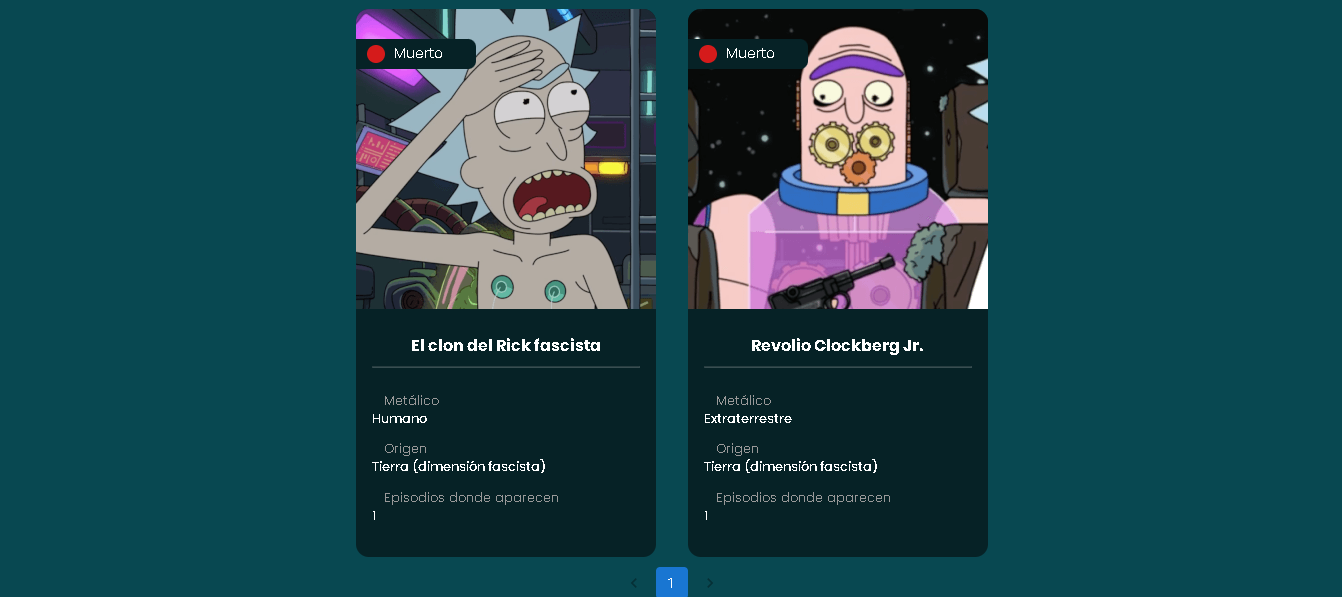 Muerto
El clon del Rick fascista
Metálico
Humano
Origen
Tierra (dimensión fascista)
Episodios donde aparecen
1
Muerto
Revolio Clockberg Jr.
Metálico
Extraterrestre
Origen
Tierra (dimensión fascista)
Episodios donde aparecen
1
1